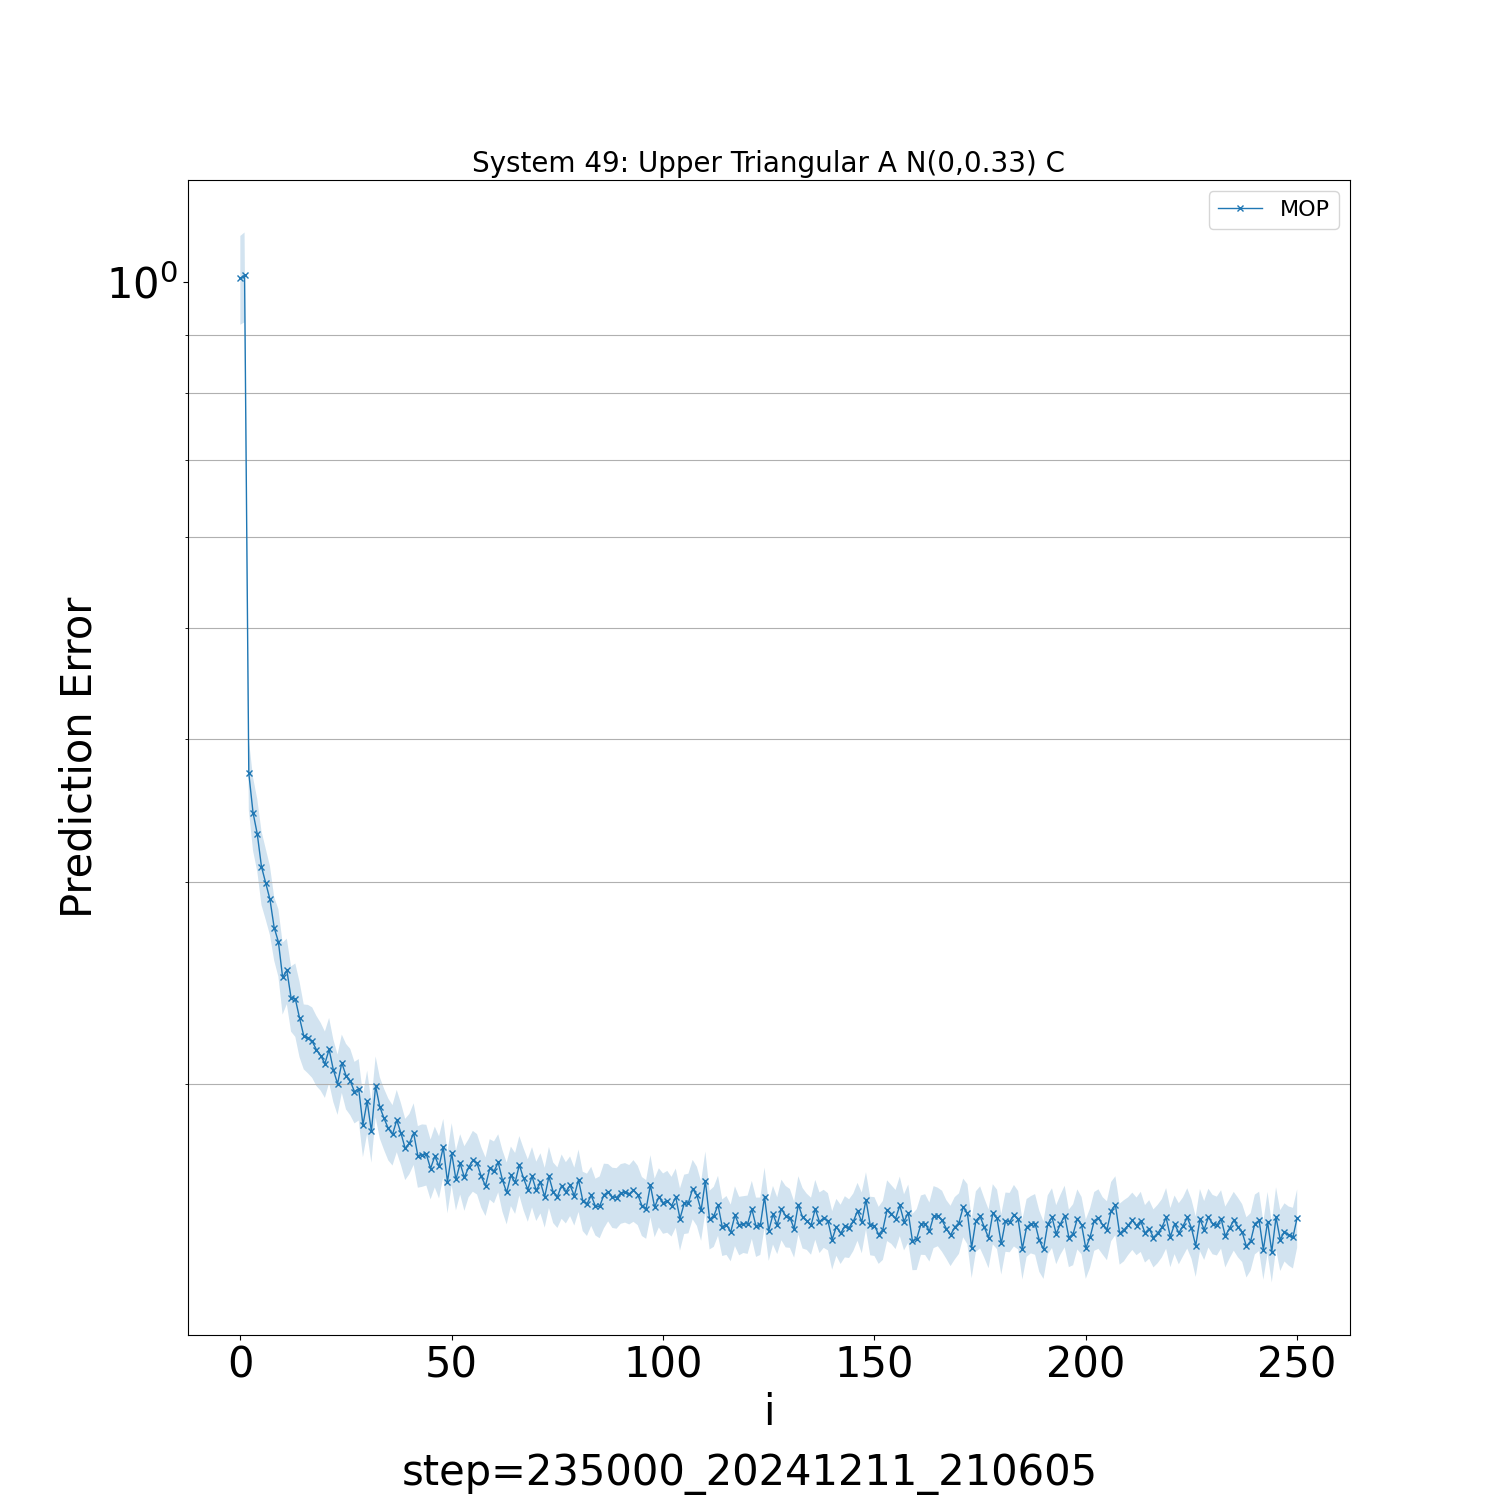 System 49: Upper Triangular A N(0,0.33) C
MOP
10⁰
Prediction Error
0 50 100 150 200 250
i
step=235000_20241211_210605